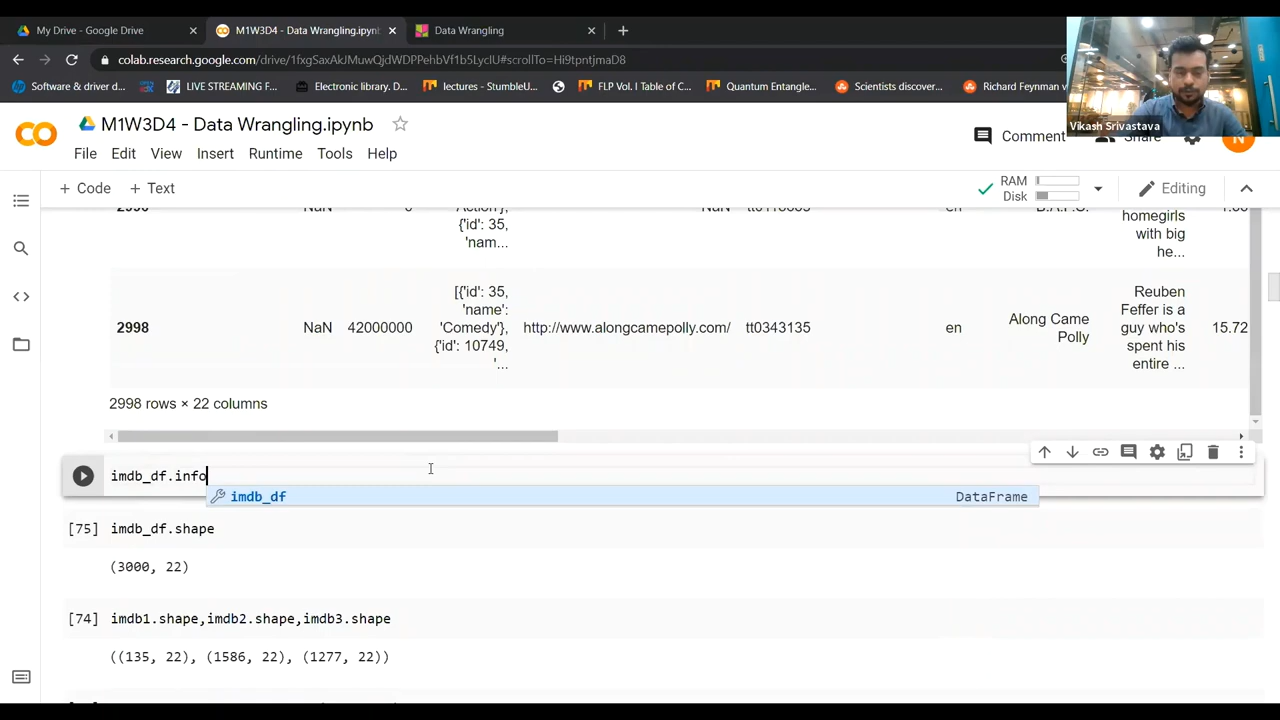 My Drive - Google Drive
M1W3D4 - Data Wrangling.ipynb
Data Wrangling
colab.research.google.com/drive/1fxgSaxAkJMuwQjdWDPPehbVf1b5LycIU#scrollTo=Hi9tpntjmaD8
Software & driver d...
LIVE STREAMING F...
Electronic library. D...
lectures - StumbleU...
FLP Vol. I Table of C...
Quantum Entangle...
Scientists discover...
Richard Feynman
Vikash Srivastava
M1W3D4 - Data Wrangling.ipynb
Comment
Share
N
File Edit View Insert Runtime Tools Help
+ Code + Text
RAM
Disk
Editing
homegirls
{'id': 35,
with big
'nam...
he...
[{'id': 35,
'name':
'Comedy'},
{'id': 10749,
'...
Reuben
Feffer is a
guy who's
spent his
entire ...
2998 NaN 42000000 http://www.alongcamepolly.com/ tt0343135 en Along Came Polly 15.72
2998 rows × 22 columns
imdb_df.info
imdb_df DataFrame
[75] imdb_df.shape
(3000, 22)
[74] imdb1.shape,imdb2.shape,imdb3.shape
((135, 22), (1586, 22), (1277, 22))